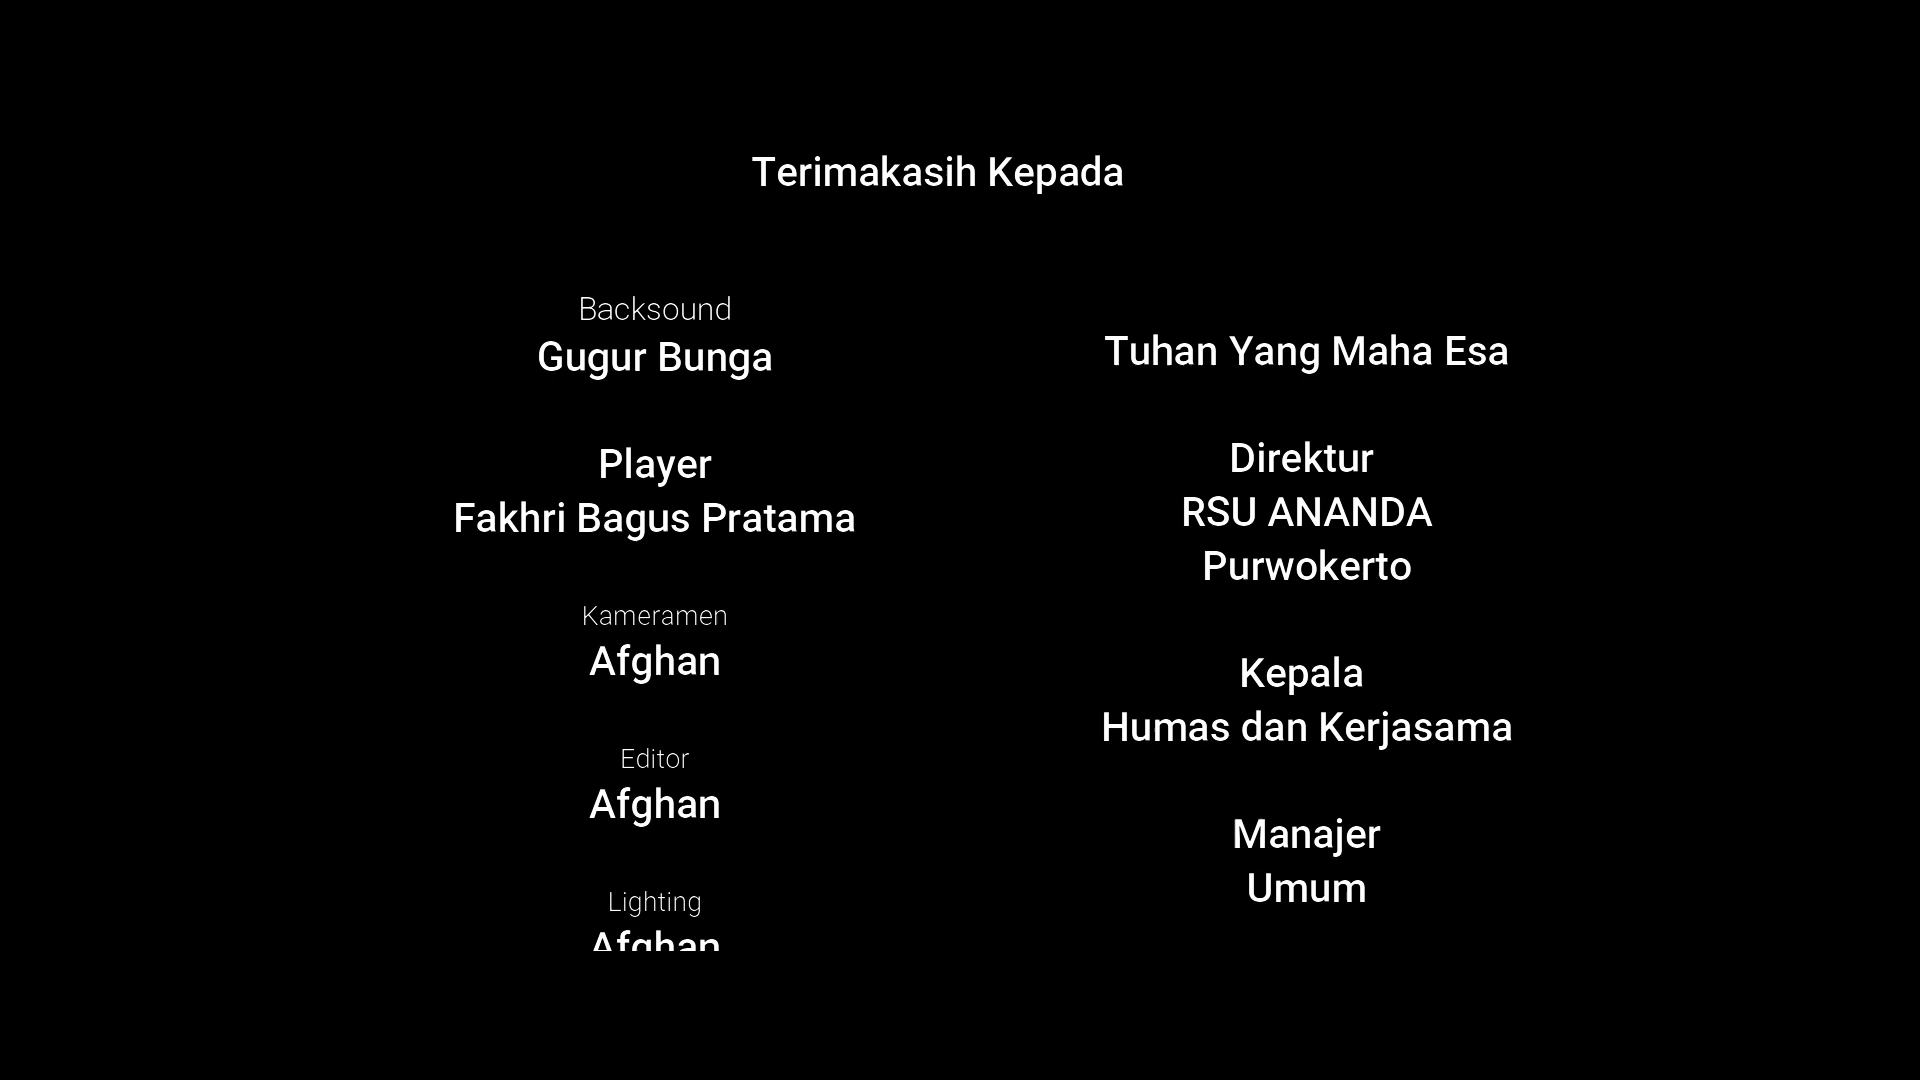 Terimakasih Kepada
Backsound
Gugur Bunga
Player
Fakhri Bagus Pratama
Kameramen
Afghan
Editor
Afghan
Lighting
Afghan
Tuhan Yang Maha Esa
Direktur
RSU ANANDA
Purwokerto
Kepala
Humas dan Kerjasama
Manajer
Umum